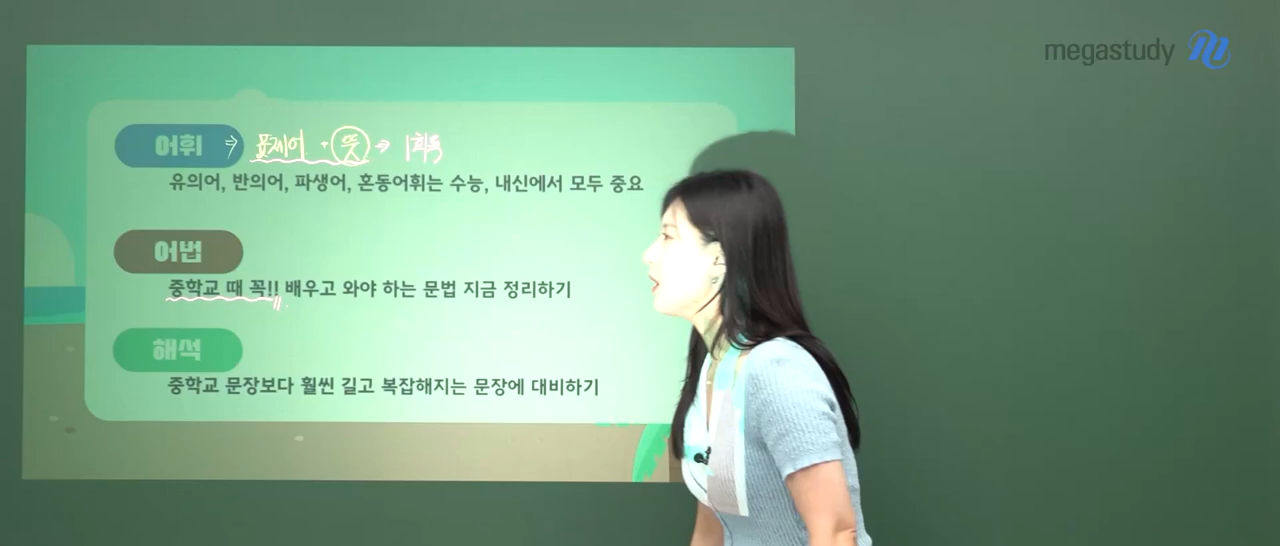 megastudy
어휘 ⇒ 표제어 + 뜻 → 1회독
유의어, 반의어, 파생어, 혼동어휘는 수능, 내신에서 모두 중요
어법
중학교 때 꼭!! 배우고 와야 하는 문법 지금 정리하기
해석
중학교 문장보다 훨씬 길고 복잡해지는 문장에 대비하기